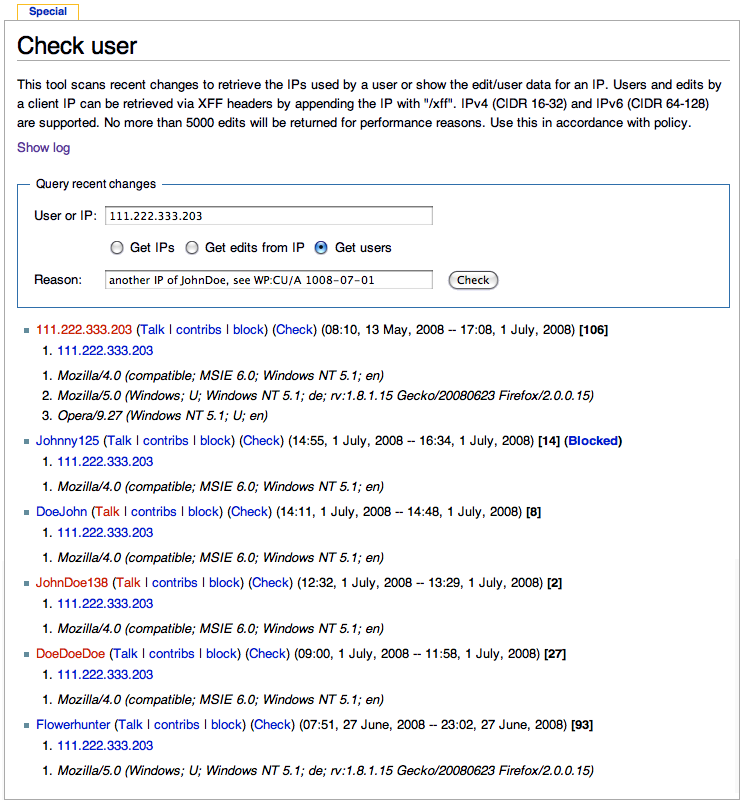 Special
Check user
This tool scans recent changes to retrieve the IPs used by a user or show the edit/user data for an IP. Users and edits by
a client IP can be retrieved via XFF headers by appending the IP with "/xff". IPv4 (CIDR 16-32) and IPv6 (CIDR 64-128)
are supported. No more than 5000 edits will be returned for performance reasons. Use this in accordance with policy.
Show log
Query recent changes
User or IP: 111.222.333.203
Get IPs Get edits from IP Get users
Reason: another IP of JohnDoe, see WP:CU/A 1008-07-01 Check
111.222.333.203 (Talk | contribs | block) (Check) (08:10, 13 May, 2008 -- 17:08, 1 July, 2008) [106]
1. 111.222.333.203
1. Mozilla/4.0 (compatible; MSIE 6.0; Windows NT 5.1; en)
2. Mozilla/5.0 (Windows; U; Windows NT 5.1; de; rv:1.8.1.15 Gecko/20080623 Firefox/2.0.0.15)
3. Opera/9.27 (Windows NT 5.1; U; en)
Johnny125 (Talk | contribs | block) (Check) (14:55, 1 July, 2008 -- 16:34, 1 July, 2008) [14] (Blocked)
1. 111.222.333.203
1. Mozilla/4.0 (compatible; MSIE 6.0; Windows NT 5.1; en)
DoeJohn (Talk | contribs | block) (Check) (14:11, 1 July, 2008 -- 14:48, 1 July, 2008) [8]
1. 111.222.333.203
1. Mozilla/4.0 (compatible; MSIE 6.0; Windows NT 5.1; en)
JohnDoe138 (Talk | contribs | block) (Check) (12:32, 1 July, 2008 -- 13:29, 1 July, 2008) [2]
1. 111.222.333.203
1. Mozilla/4.0 (compatible; MSIE 6.0; Windows NT 5.1; en)
DoeDoeDoe (Talk | contribs | block) (Check) (09:00, 1 July, 2008 -- 11:58, 1 July, 2008) [27]
1. 111.222.333.203
1. Mozilla/4.0 (compatible; MSIE 6.0; Windows NT 5.1; en)
Flowerhunter (Talk | contribs | block) (Check) (07:51, 27 June, 2008 -- 23:02, 27 June, 2008) [93]
1. 111.222.333.203
1. Mozilla/5.0 (Windows; U; Windows NT 5.1; de; rv:1.8.1.15 Gecko/20080623 Firefox/2.0.0.15)